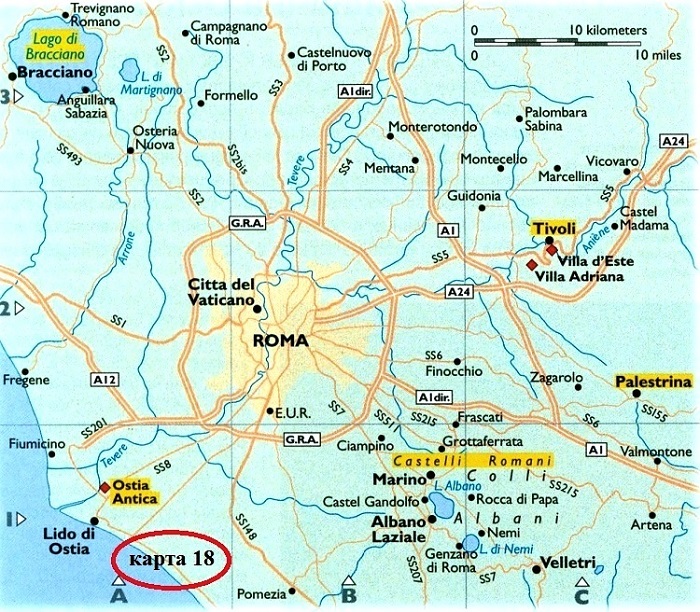 Trevignano
Romano
Lago di
Bracciano
Bracciano
L. di
Martignano
Campagnano
di Roma
Castelnuovo
di Porto
10 kilometers
0
0
10 miles
SS2
SS3
A1dir.
3
Anguillara
Sabazia
Formello
Osteria
Nuova
SS493
SS2bis
SS2
Tevere
SS4
Monterotondo
Mentana
Palombara
Sabina
Montecello
Marcellina
Vicovaro
A24
SS5
Guidonia
Castel
Madama
Arrone
G.R.A.
A1
Tivoli
Aniène
Villa d'Este
Villa Adriana
SS5
A24
Citta del
Vaticano
2
SS1
ROMA
SS6
Finocchio
Zagarolo
Palestrina
Fregene
A12
A1dir.
SS155
E.U.R.
SS7
SS511
SS215
Frascati
SS6
SS201
G.R.A.
Ciampino
Grottaferrata
A1
Fiumicino
Tevere
SS8
Castelli Romani
Valmontone
Ostia
Antica
Marino
Colli
L. Albano
SS215
Castel Gandolfo
Rocca di Papa
1
Lido di
Ostia
Albano
Laziale
Albani
Artena
SS148
Nemi
Genzano
di Roma
L. di Nemi
карта 18
SS207
SS7
Velletri
Pomezia
A
B
C